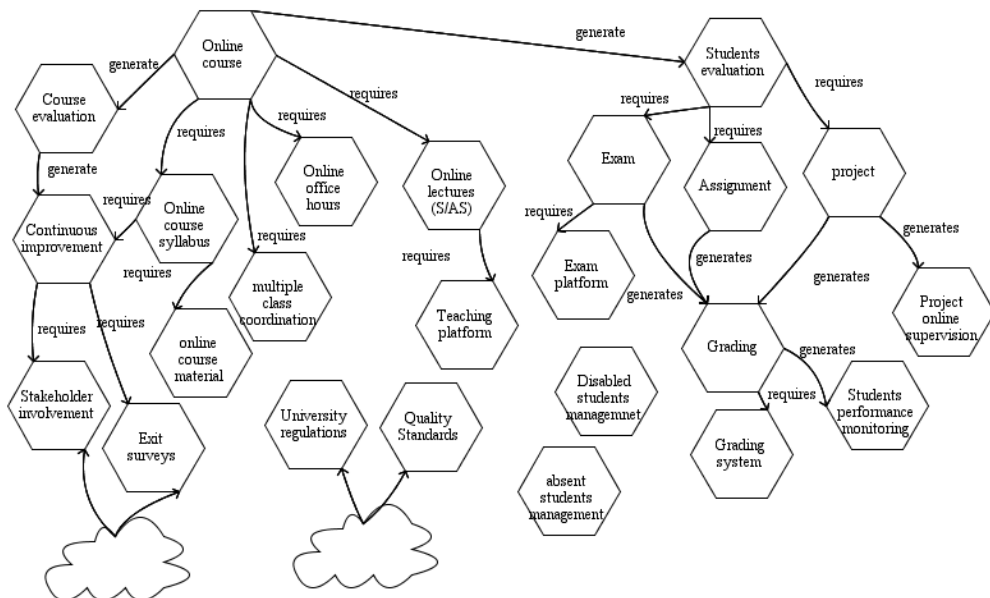 Online
course
generate
Students
evaluation
generate
Course
evaluation
requires
requires
requires
requires
requires
generate
requires
Online
office
hours
Online
lectures
(S/AS)
Exam
requires
Assignment
project
Continuous
improvement
requires
Online
course
syllabus
requires
requires
requires
multiple
class
coordination
requires
Teaching
platform
Exam
platform
generates
generates
generates
generates
Project
online
supervision
requires
requires
online
course
material
Grading
generates
Stakeholder
involvement
Exit
surveys
University
regulations
Quality
Standards
Disabled
students
managemnet
requires
Students
performance
monitoring
Grading
system
absent
students
management